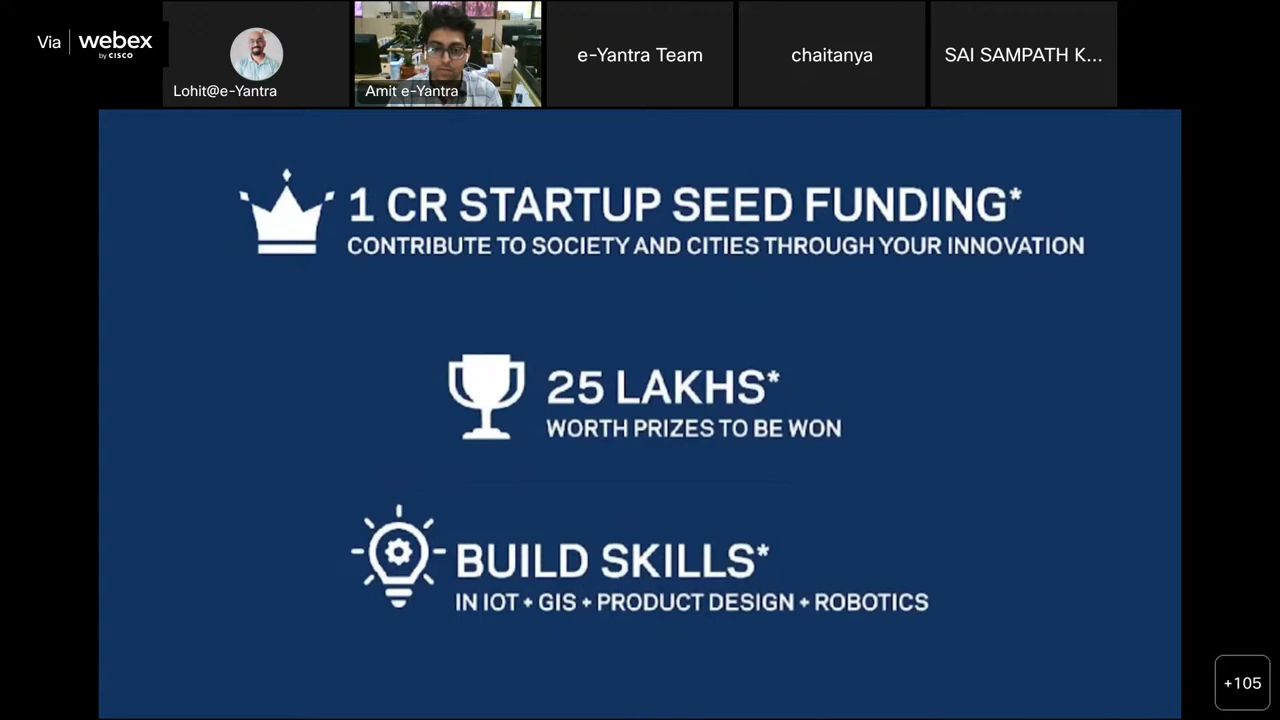 Via webex
by CISCO
Lohit@e-Yantra
Amit e-Yantra
e-Yantra Team
chaitanya
SAI SAMPATH K...
1 CR STARTUP SEED FUNDING*
CONTRIBUTE TO SOCIETY AND CITIES THROUGH YOUR INNOVATION
25 LAKHS*
WORTH PRIZES TO BE WON
BUILD SKILLS*
IN IOT + GIS + PRODUCT DESIGN + ROBOTICS
+105